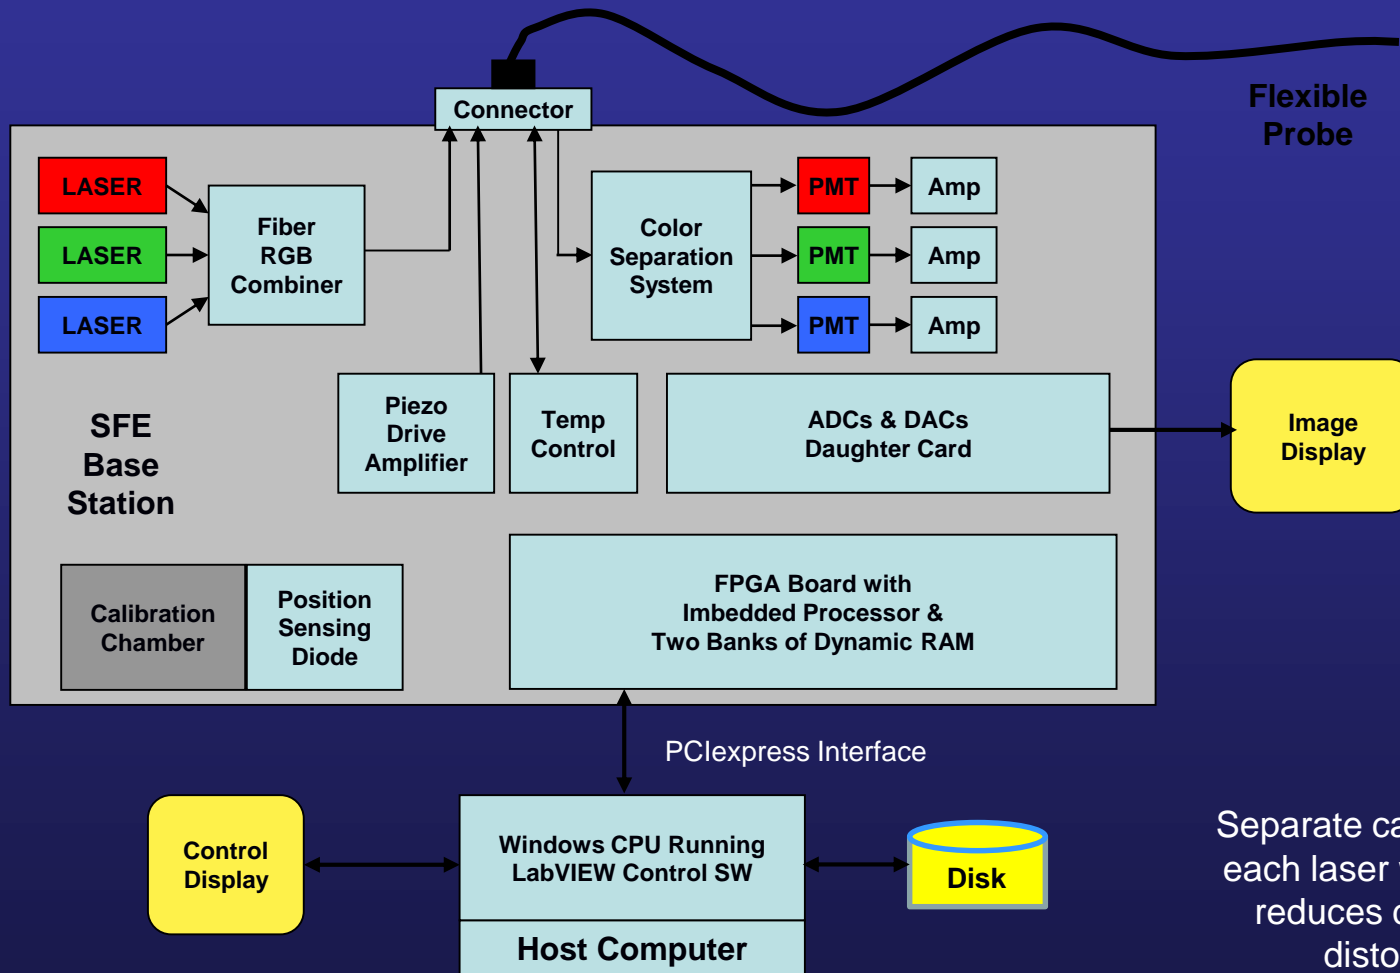 Connector
Flexible
Probe
LASER
LASER
LASER
Fiber
RGB
Combiner
Color
Separation
System
PMT
PMT
PMT
Amp
Amp
Amp
SFE
Base
Station
Piezo
Drive
Amplifier
Temp
Control
ADCs & DACs
Daughter Card
Image
Display
Calibration
Chamber
Position
Sensing
Diode
FPGA Board with
Imbedded Processor &
Two Banks of Dynamic RAM
PCIexpress Interface
Control
Display
Windows CPU Running
LabVIEW Control SW
Host Computer
Disk
Separate
each laser
reduces